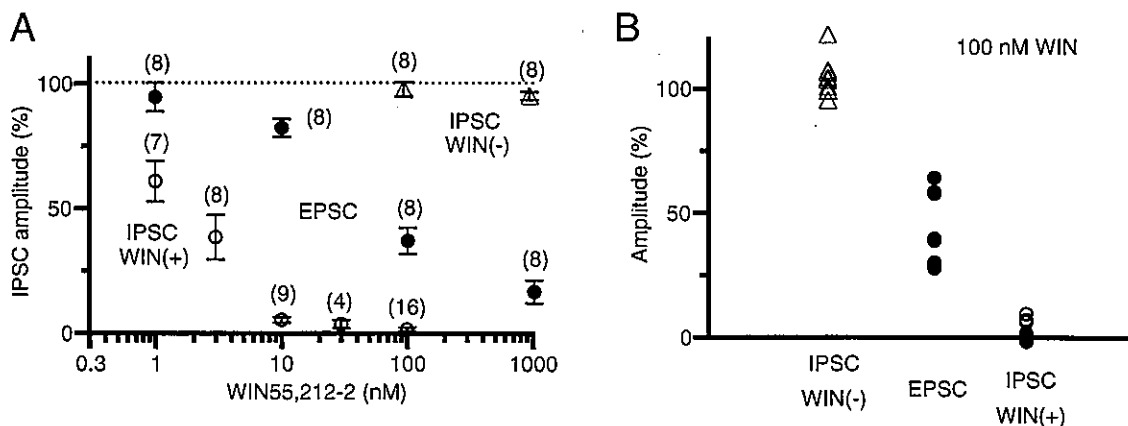 A
IPSC amplitude (%)
100
50
0
(8)
(7)
(8)
(8)
(8)
(8)
IPSC
WIN(-)
IPSC
WIN(+)
EPSC
(8)
(8)
(9)
(4)
(16)
0.3
1
10
100
1000
WIN55,212-2 (nM)
B
100 nM WIN
Amplitude (%)
100
50
0
IPSC
WIN(-)
EPSC
IPSC
WIN(+)